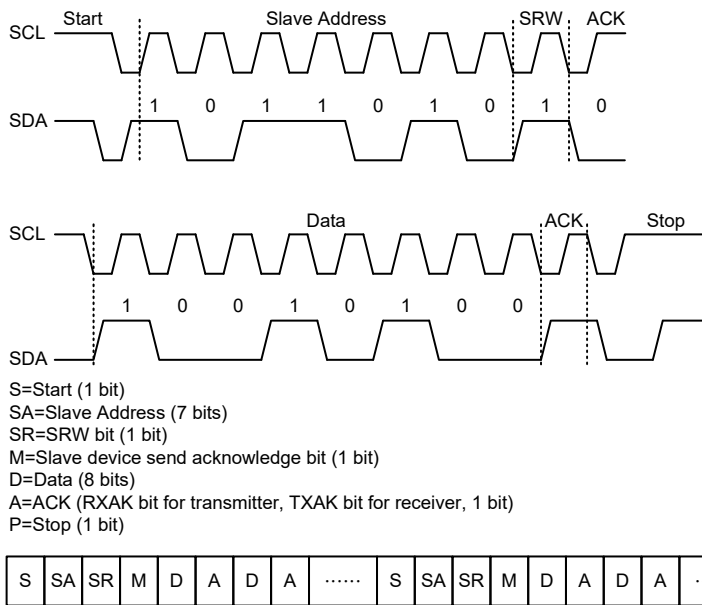 Start Slave Address SRW ACK
SCL
1 0 1 1 0 1 0 1 0
SDA
Data ACK Stop
SCL
1 0 0 1 0 1 0 0
SDA
S=Start (1 bit)
SA=Slave Address (7 bits)
SR=SRW bit (1 bit)
M=Slave device send acknowledge bit (1 bit)
D=Data (8 bits)
A=ACK (RXAK bit for transmitter, TXAK bit for receiver, 1 bit)
P=Stop (1 bit)
S SA SR M D A D A ...... S SA SR M D A D A ..